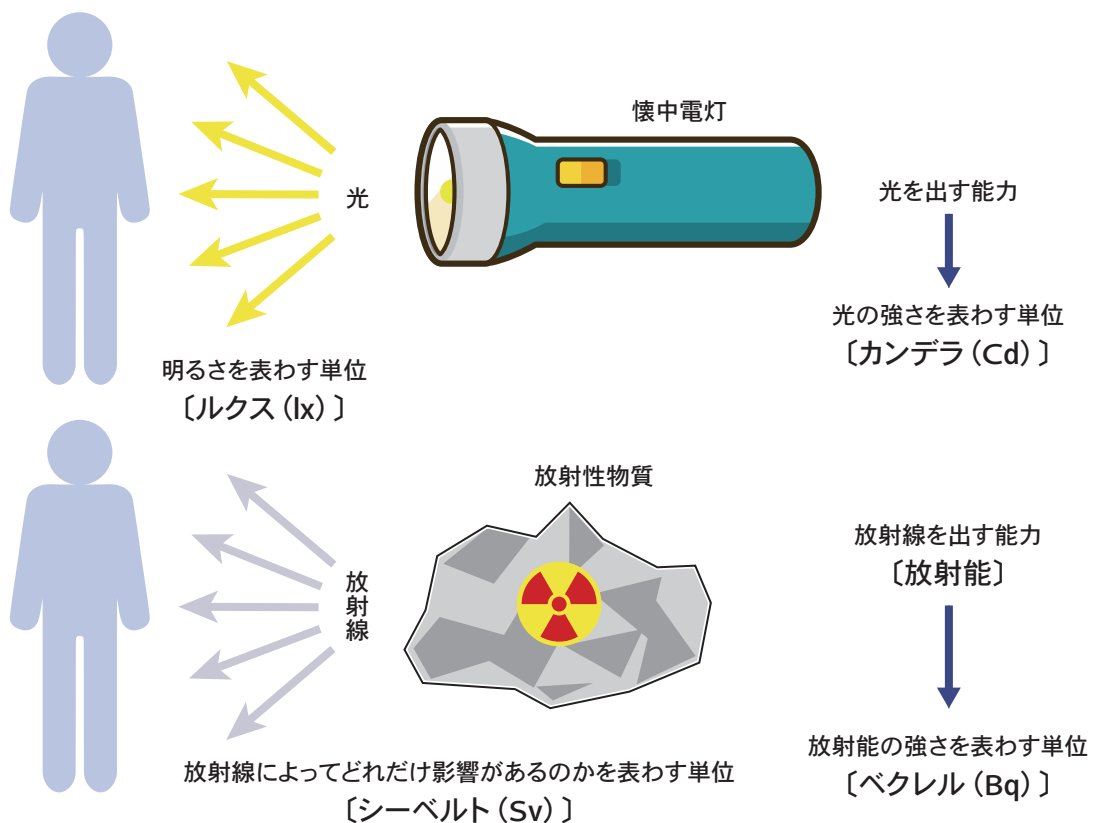 懐中電灯
光
光を出す能力
光の強さを表わす単位
〔カンデラ（Cd）〕
明るさを表わす単位
〔ルクス（lx）〕
放射性物質
放射線
放射線を出す能力
〔放射能〕
放射能の強さを表わす単位
〔ベクレル（Bq）〕
放射線によってどれだけ影響があるのかを表わす単位
〔シーベルト（Sv）〕